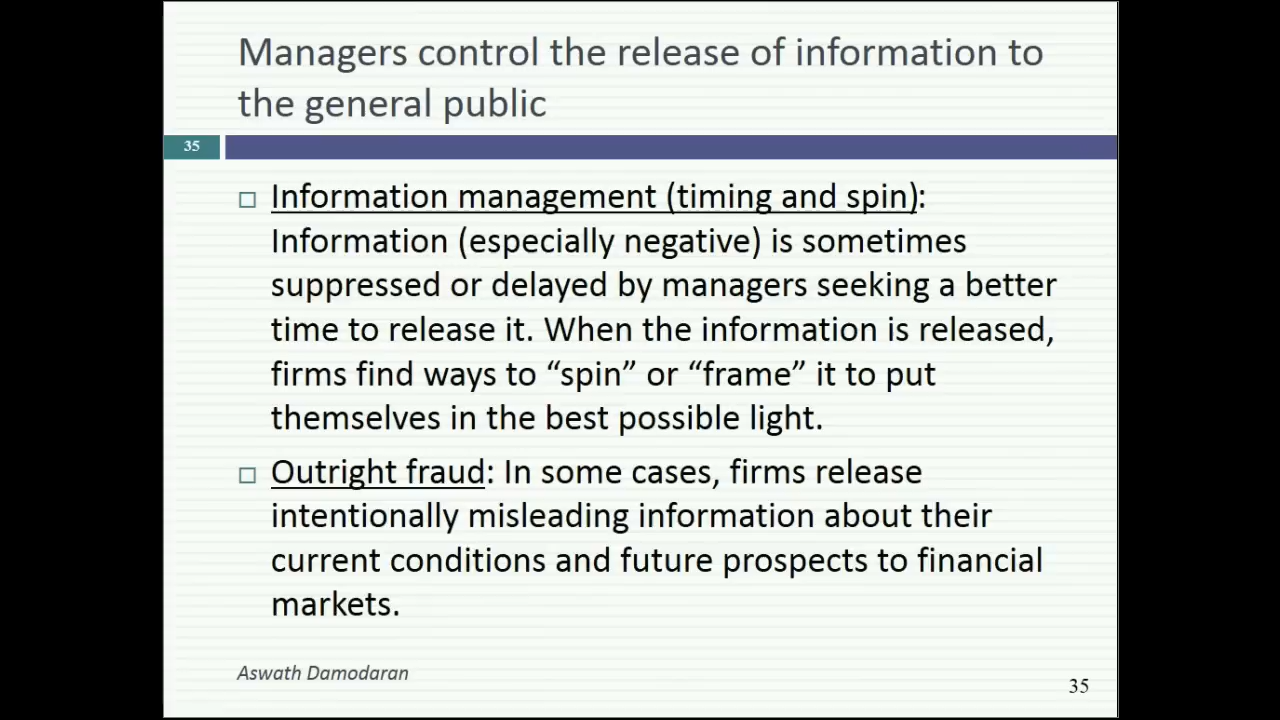 Managers control the release of information to
the general public
35
□ Information management (timing and spin):
Information (especially negative) is sometimes
suppressed or delayed by managers seeking a better
time to release it. When the information is released,
firms find ways to “spin” or “frame” it to put
themselves in the best possible light.
□ Outright fraud: In some cases, firms release
intentionally misleading information about their
current conditions and future prospects to financial
markets.
Aswath Damodaran
35